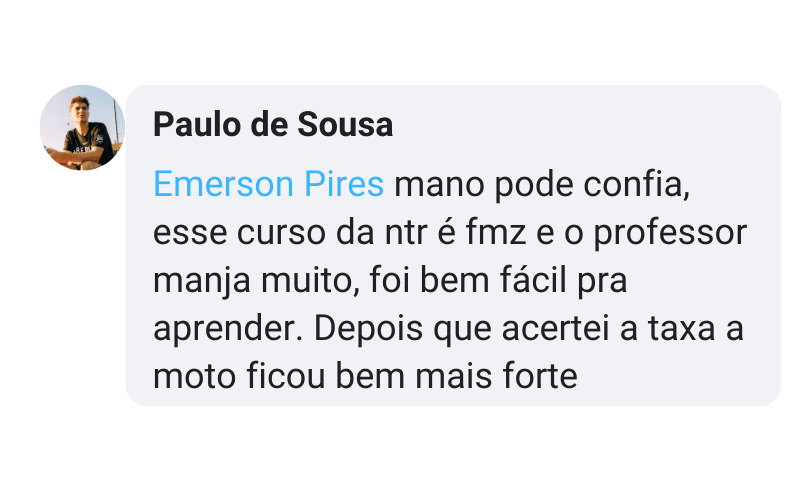 Paulo de Sousa
Emerson Pires mano pode confia,
esse curso da ntr é fmz e o professor
manja muito, foi bem fácil pra
aprender. Depois que acertei a taxa a
moto ficou bem mais forte